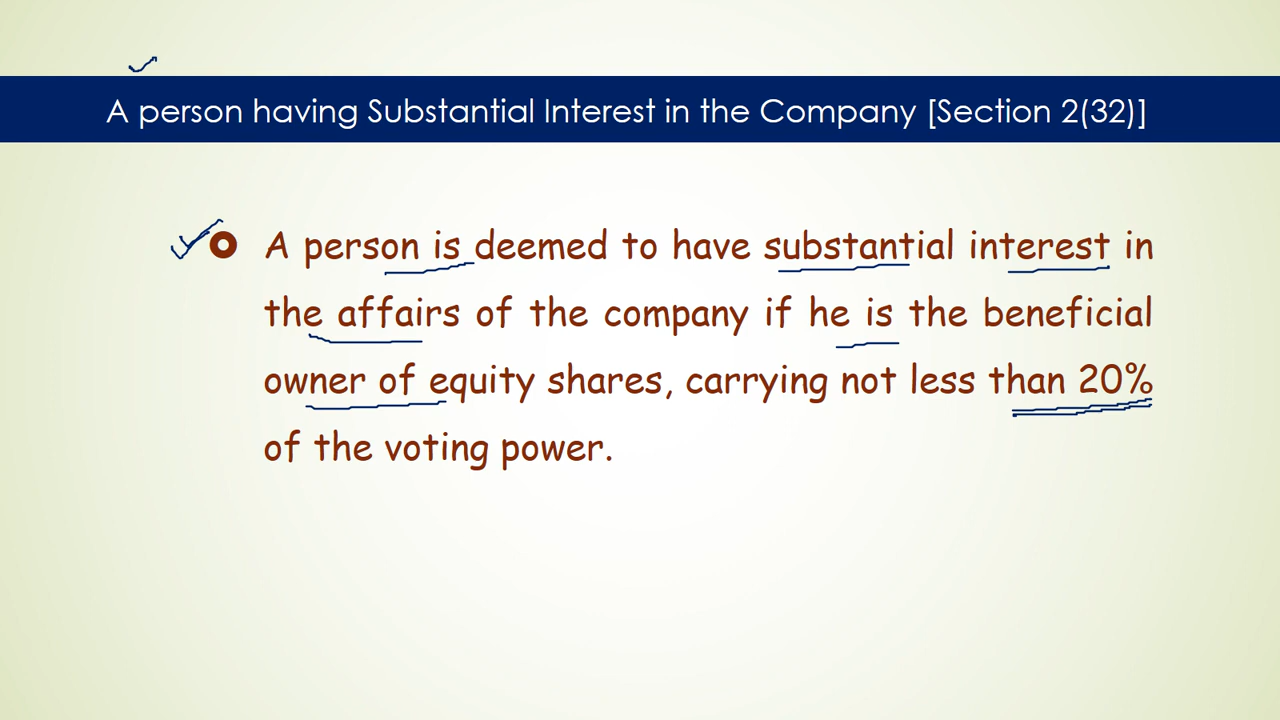 A person having Substantial Interest in the Company [Section 2(32)]
A person is deemed to have substantial interest in
the affairs of the company if he is the beneficial
owner of equity shares, carrying not less than 20%
of the voting power.